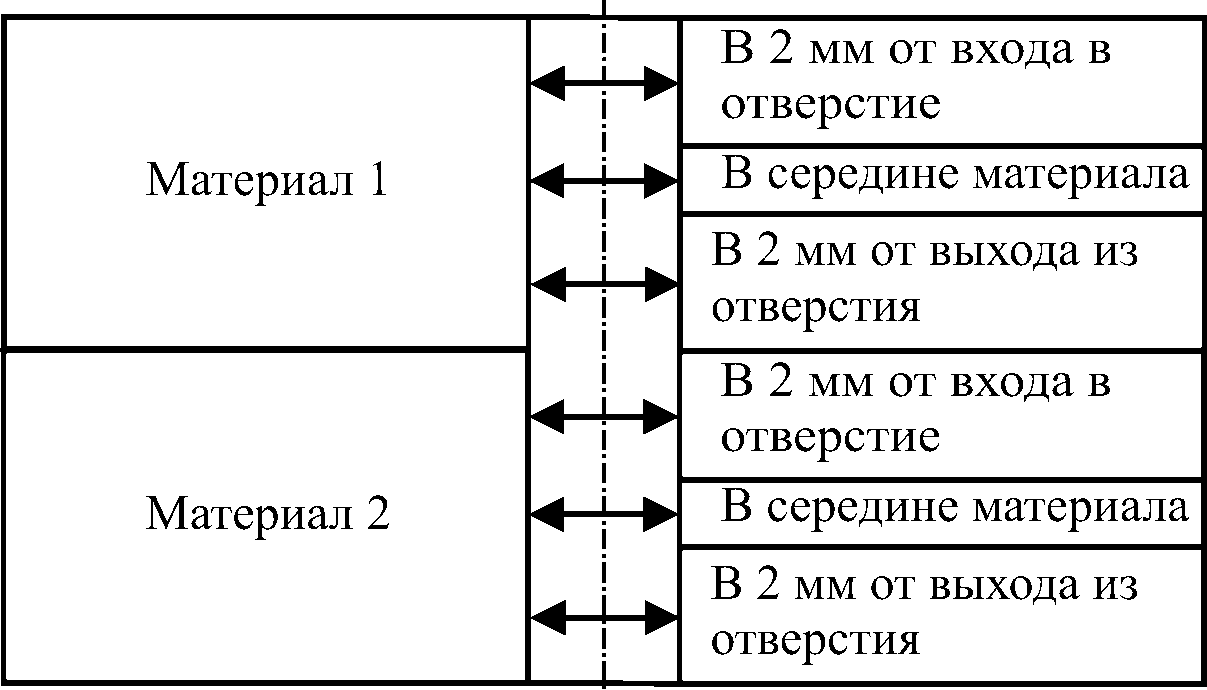 Материал 1
В 2 мм от входа в
отверстие
В середине материала
В 2 мм от выхода из
отверстия
Материал 2
В 2 мм от входа в
отверстие
В середине материала
В 2 мм от выхода из
отверстия